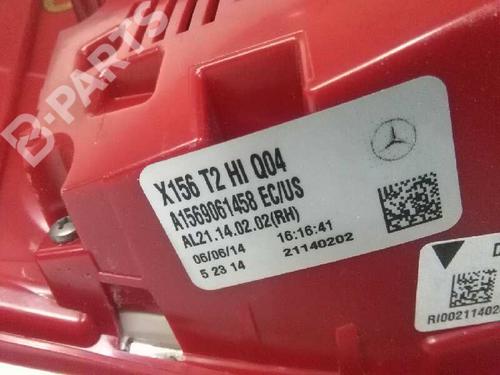 B-PARTS
X156 T2 HI Q04
A1569061458 EC/US
AL21.14.02.02(RH)
06/06/14 16:16:41
5 23 14 21140202
D
RI002114020